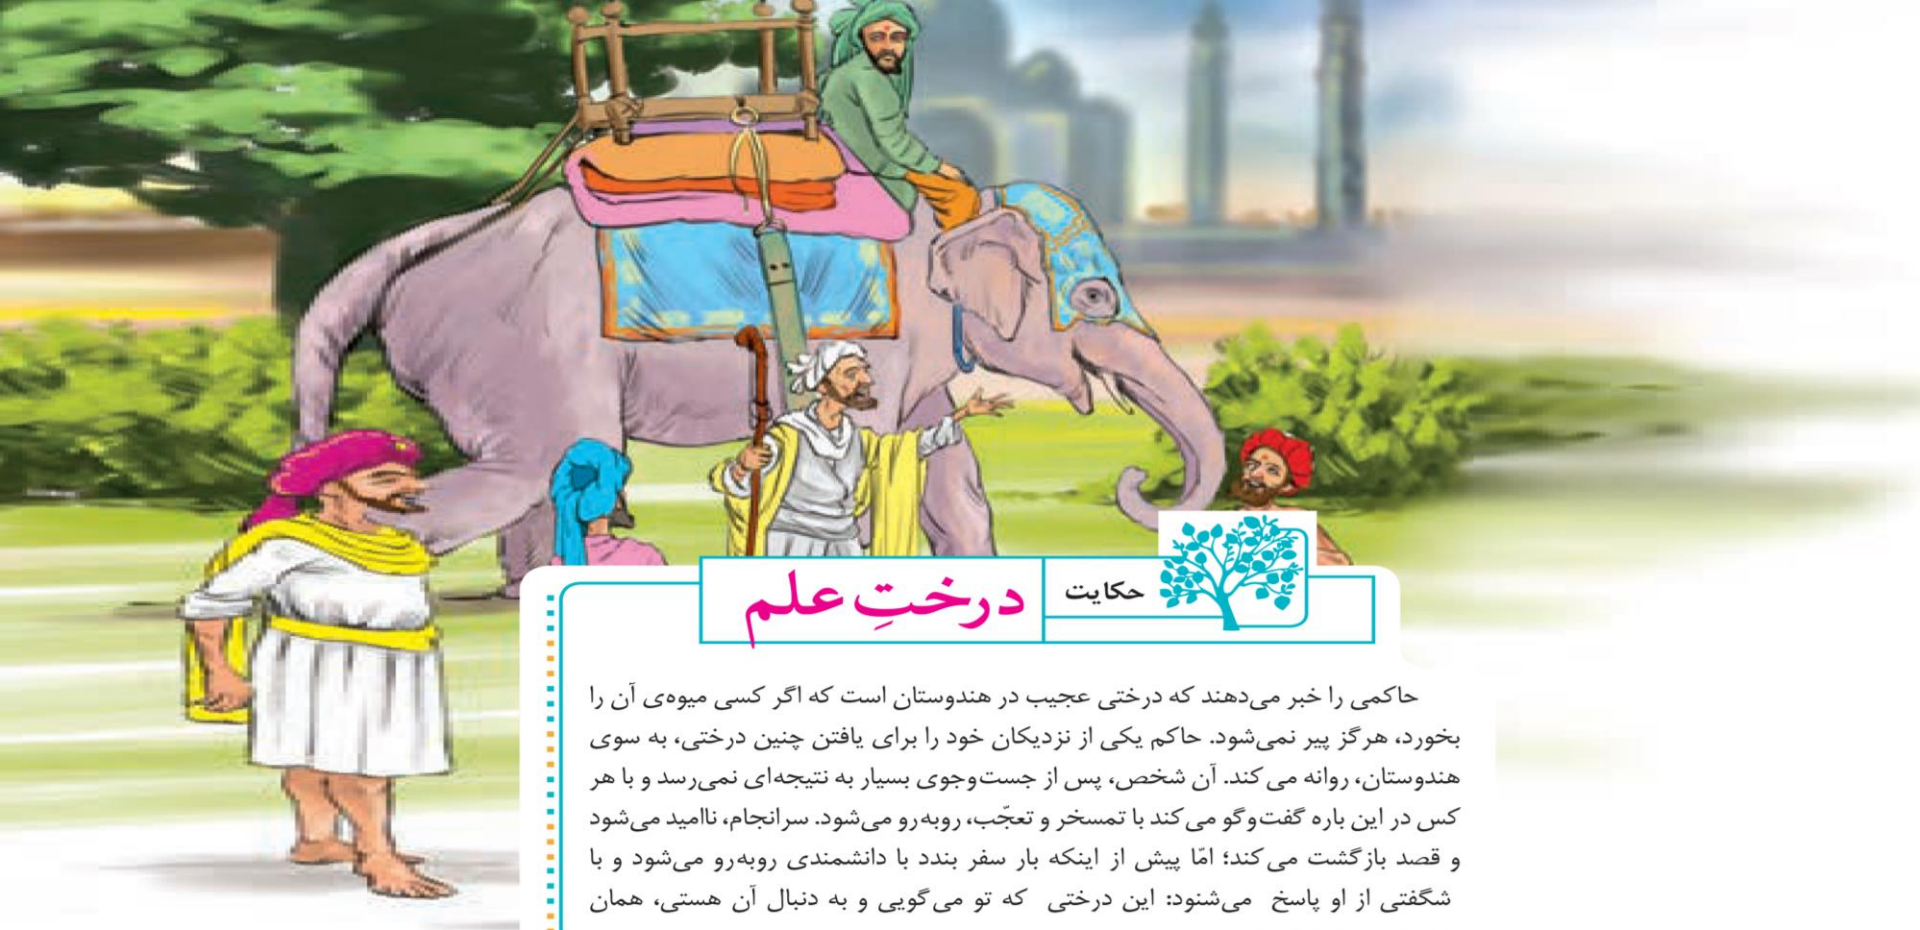 حکایت
درختِ علم
حاکمی را خبر می‌دهند که درختی عجیب در هندوستان است که اگر کسی میوه‌ی آن را
بخورد، هرگز پیر نمی‌شود. حاکم یکی از نزدیکان خود را برای یافتن چنین درختی، به سوی
هندوستان، روانه می‌کند. آن شخص، پس از جست‌وجوی بسیار به نتیجه‌ای نمی‌رسد و با هر
کس در این باره گفت‌وگو می‌کند با تمسخر و تعجّب، روبه‌رو می‌شود. سرانجام، ناامید می‌شود
و قصد بازگشت می‌کند؛ امّا پیش از اینکه بار سفر بندد با دانشمندی روبه‌رو می‌شود و با
شگفتی از او پاسخ می‌شنود: این درختی که تو می‌گویی و به دنبال آن هستی، همان